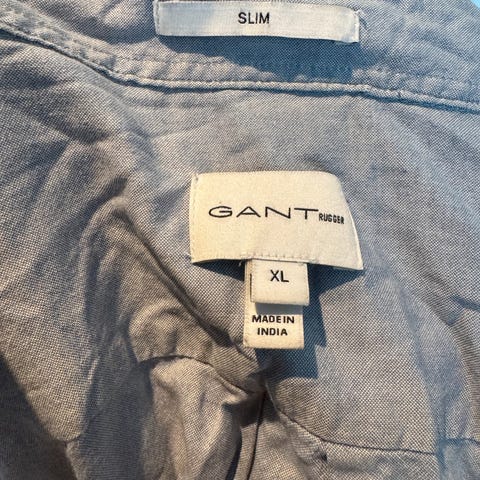 SLIM
GANT RUGGER
XL
MADE IN
INDIA